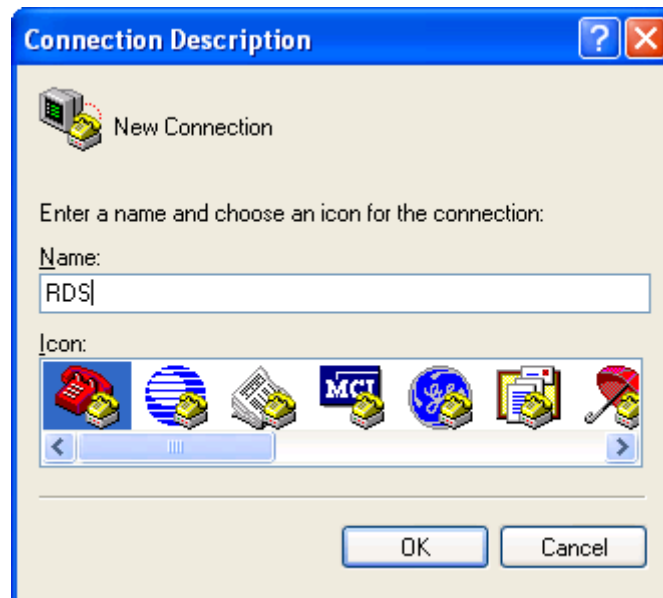 Connection Description
New Connection
Enter a name and choose an icon for the connection:
Name:
RDS
Icon:
MCI
OK Cancel